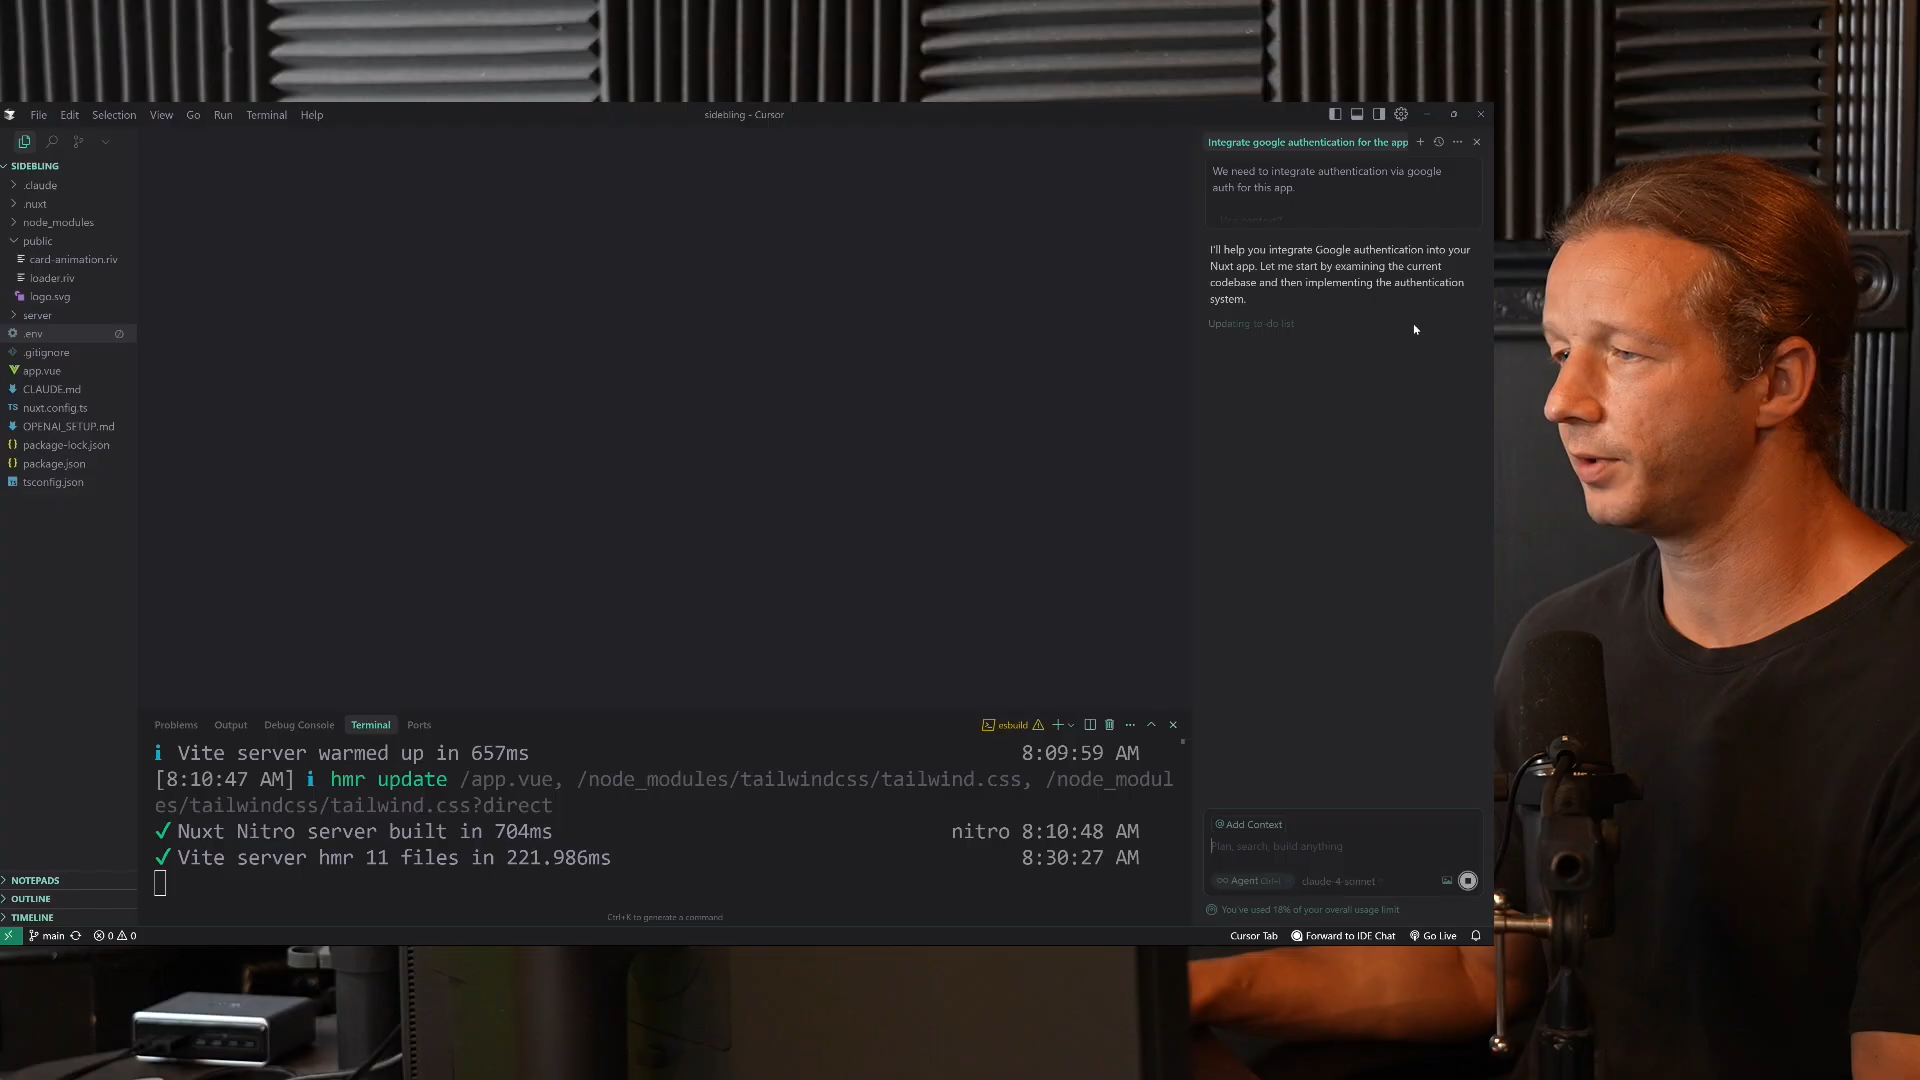 File Edit Selection View Go Run Terminal Help
sidebling - Cursor
SIDEBLING
.claude
.nuxt
node_modules
public
card-animation.riv
loader.riv
logo.svg
server
.env
.gitignore
app.vue
CLAUDE.md
TS nuxt.config.ts
OPENAI_SETUP.md
{} package-lock.json
{} package.json
tsconfig.json
NOTEPADS
OUTLINE
TIMELINE
Problems Output Debug Console Terminal Ports
esbuild
i Vite server warmed up in 657ms 8:09:59 AM
[8:10:47 AM] i hmr update /app.vue, /node_modules/tailwindcss/tailwind.css, /node_modul
es/tailwindcss/tailwind.css?direct
✓ Nuxt Nitro server built in 704ms nitro 8:10:48 AM
✓ Vite server hmr 11 files in 221.986ms 8:30:27 AM
Ctrl+K to generate a command
Integrate google authentication for the app
We need to integrate authentication via google
auth for this app.
I'll help you integrate Google authentication into your
Nuxt app. Let me start by examining the current
codebase and then implementing the authentication
system.
Updating to-do list
@ Add Context
Plan, search, build anything
∞ Agent Ctrl+I claude-4-sonnet
You've used 18% of your overall usage limit
main 0 0
Cursor Tab Forward to IDE Chat Go Live